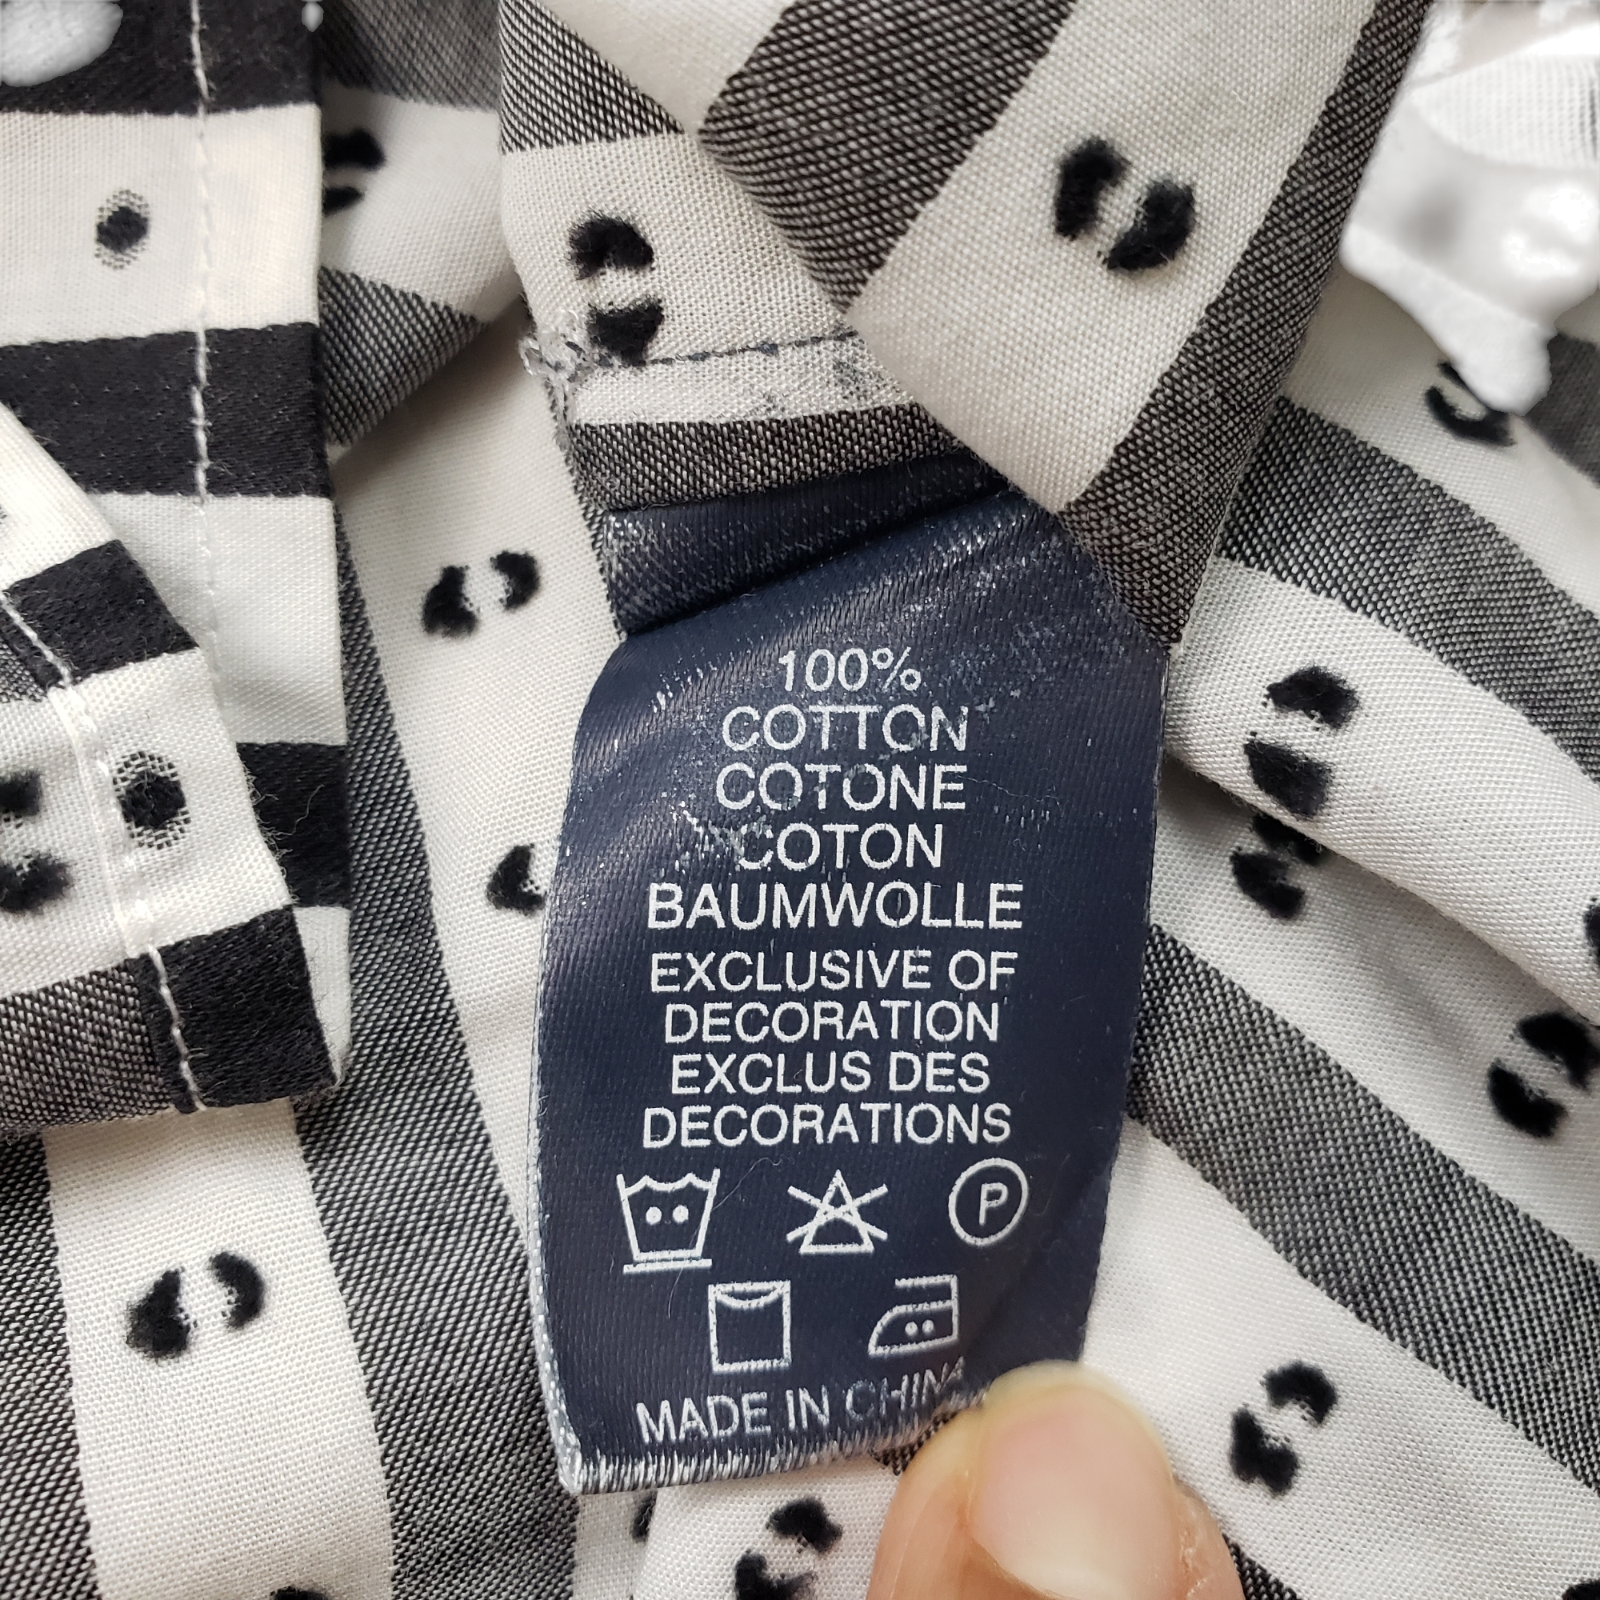 100%
COTTON
COTONE
COTON
BAUMWOLLE
EXCLUSIVE OF
DECORATION
EXCLUS DES
DECORATIONS
P
MADE IN CHINA